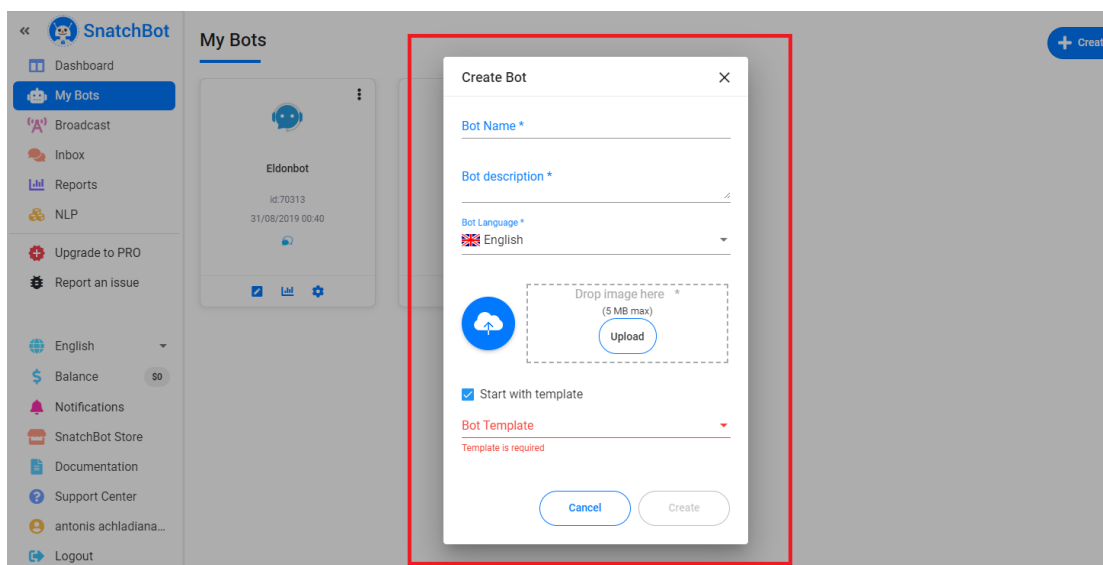 SnatchBot
Dashboard
My Bots
Broadcast
Inbox
Reports
NLP
Upgrade to PRO
Report an issue
English
Balance $0
Notifications
SnatchBot Store
Documentation
Support Center
antonis achladiana...
Logout
My Bots
Eldonbot
id:70313
31/08/2019 00:40
Create Bot
Bot Name *
Bot description *
Bot Language *
English
Drop image here *
(5 MB max)
Upload
Start with template
Bot Template
Template is required
Cancel Create